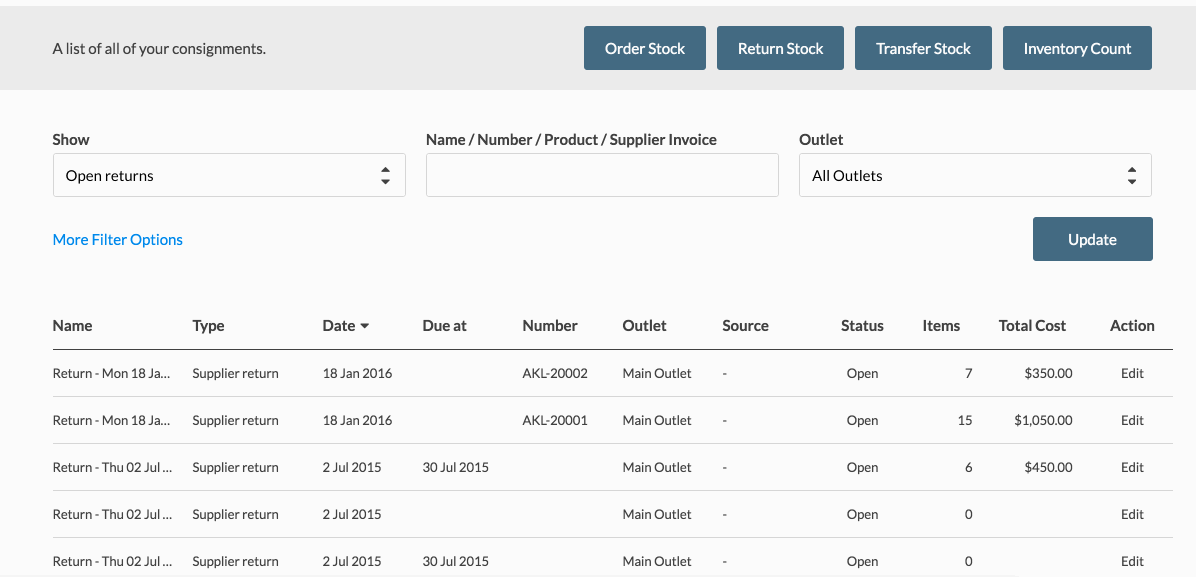 A list of all of your consignments. Order Stock Return Stock Transfer Stock Inventory Count
Show Name / Number / Product / Supplier Invoice Outlet
Open returns All Outlets
More Filter Options Update
Name Type Date Due at Number Outlet Source Status Items Total Cost Action
Return - Mon 18 Ja... Supplier return 18 Jan 2016 AKL-20002 Main Outlet - Open 7 $350.00 Edit
Return - Mon 18 Ja... Supplier return 18 Jan 2016 AKL-20001 Main Outlet - Open 15 $1,050.00 Edit
Return - Thu 02 Jul ... Supplier return 2 Jul 2015 30 Jul 2015 Main Outlet - Open 6 $450.00 Edit
Return - Thu 02 Jul ... Supplier return 2 Jul 2015 Main Outlet - Open 0 Edit
Return - Thu 02 Jul ... Supplier return 2 Jul 2015 30 Jul 2015 Main Outlet - Open 0 Edit